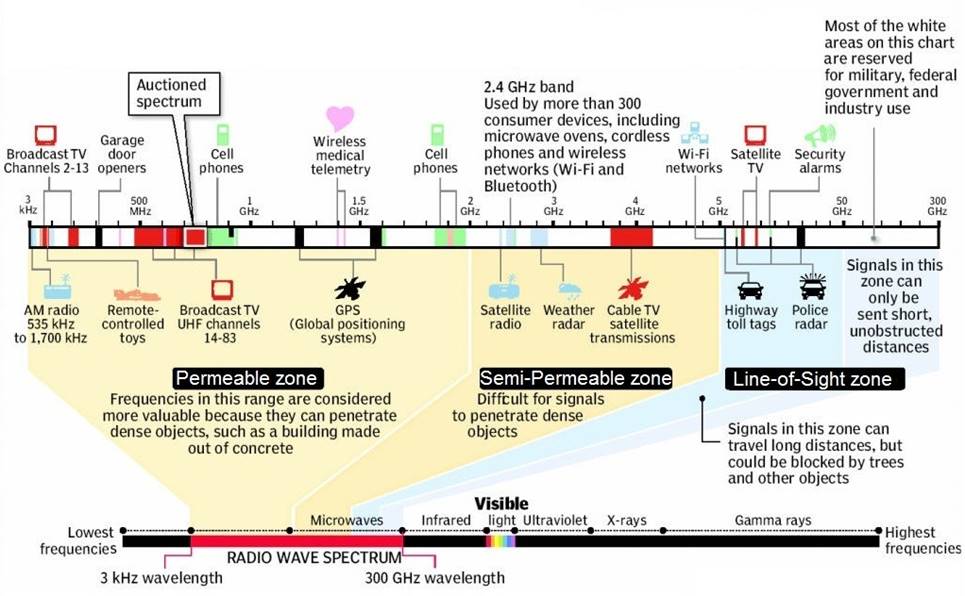 Most of the white
areas on this chart
are reserved
for military, federal
government and
industry use
Auctioned
spectrum
2.4 GHz band
Used by more than 300
consumer devices, including
microwave ovens, cordless
phones and wireless
networks (Wi-Fi and
Bluetooth)
Broadcast TV
Channels 2-13
Garage
door
openers
Cell
phones
Wireless
medical
telemetry
Cell
phones
Wi-Fi
networks
Satellite
TV
Security
alarms
3
kHz
500
MHz
1
GHz
1.5
GHz
2
GHz
3
GHz
4
GHz
5
GHz
50
GHz
300
GHz
AM radio
535 kHz
to 1,700 kHz
Remote-
controlled
toys
Broadcast TV
UHF channels
14-83
GPS
(Global positioning
systems)
Satellite
radio
Weather
radar
Cable TV
satellite
transmissions
Highway
toll tags
Police
radar
Signals in this
zone can
only be
sent short,
unobstructed
distances
Permeable zone
Frequencies in this range are considered
more valuable because they can penetrate
dense objects, such as a building made
out of concrete
Semi-Permeable zone
Difficult for signals
to penetrate dense
objects
Line-of-Sight zone
Signals in this zone can
travel long distances, but
could be blocked by trees
and other objects
Lowest
frequencies
Microwaves
Infrared
Visible
light
Ultraviolet
X-rays
Gamma rays
Highest
frequencies
RADIO WAVE SPECTRUM
3 kHz wavelength
300 GHz wavelength